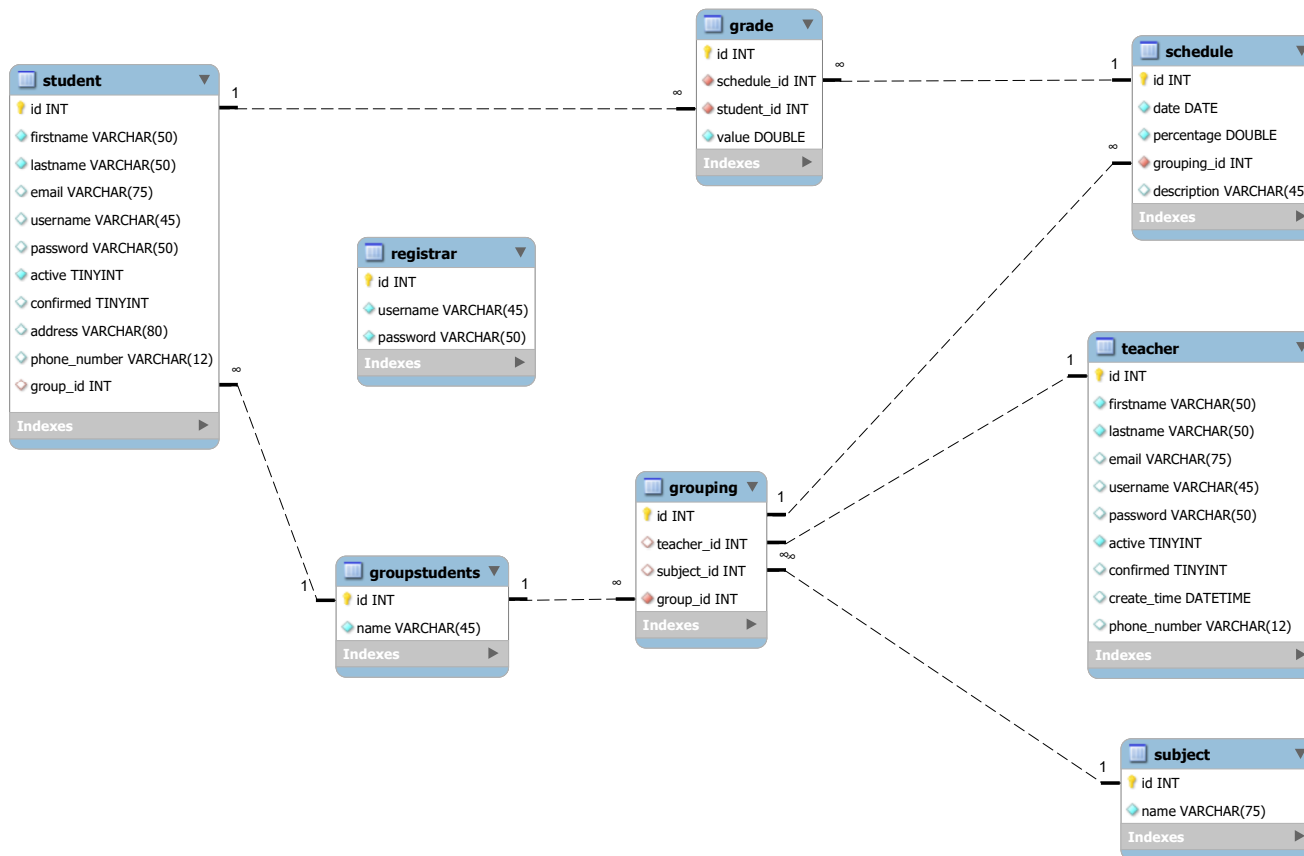 grade
id INT
schedule_id INT
student_id INT
value DOUBLE
Indexes
schedule
id INT
date DATE
percentage DOUBLE
grouping_id INT
description VARCHAR(45
Indexes
student
id INT
firstname VARCHAR(50)
lastname VARCHAR(50)
email VARCHAR(75)
username VARCHAR(45)
password VARCHAR(50)
active TINYINT
confirmed TINYINT
address VARCHAR(80)
phone_number VARCHAR(12)
group_id INT
Indexes
1
∞
∞
1
∞
∞
registrar
id INT
username VARCHAR(45)
password VARCHAR(50)
Indexes
teacher
id INT
firstname VARCHAR(50)
lastname VARCHAR(50)
email VARCHAR(75)
username VARCHAR(45)
password VARCHAR(50)
active TINYINT
confirmed TINYINT
create_time DATETIME
phone_number VARCHAR(12)
Indexes
1
grouping
id INT
teacher_id INT
subject_id INT
group_id INT
Indexes
1
∞∞
∞
groupstudents
id INT
name VARCHAR(45)
Indexes
1
1
subject
id INT
name VARCHAR(75)
Indexes
1